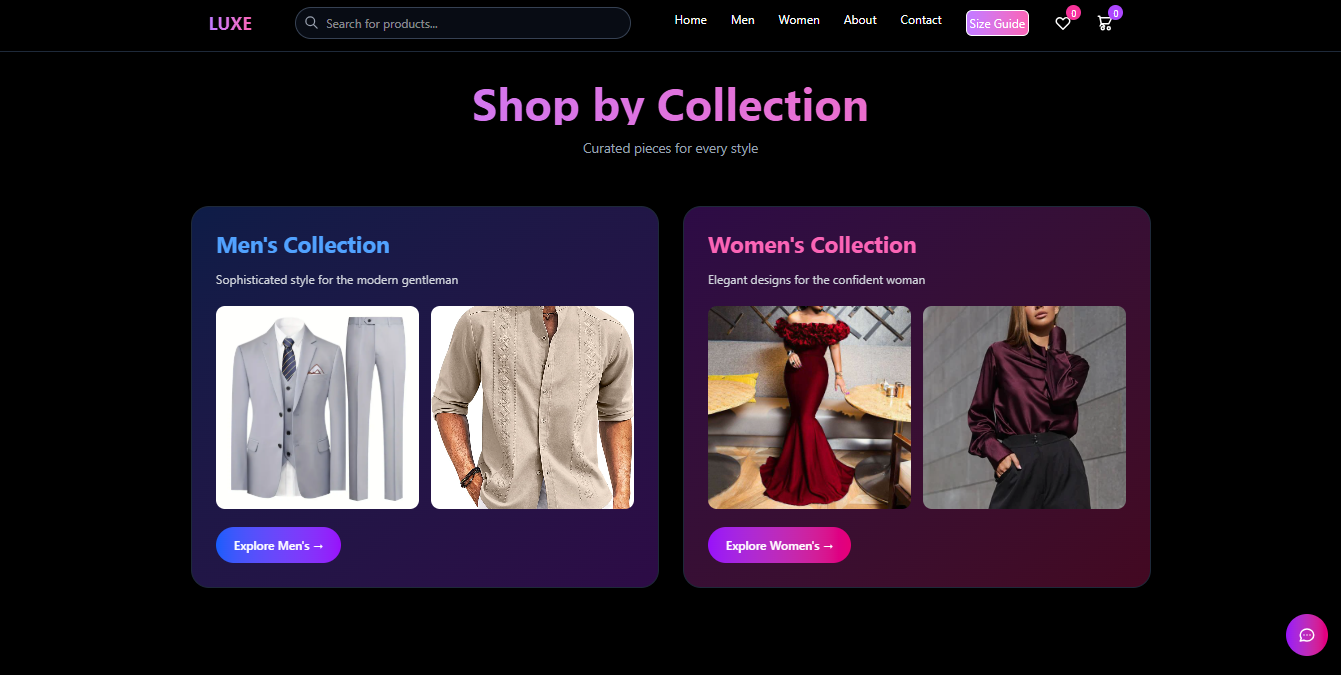 LUXE
Search for products...
Home
Men
Women
About
Contact
Size Guide
0
0
Shop by Collection
Curated pieces for every style
Men's Collection
Sophisticated style for the modern gentleman
Explore Men's →
Women's Collection
Elegant designs for the confident woman
Explore Women's →